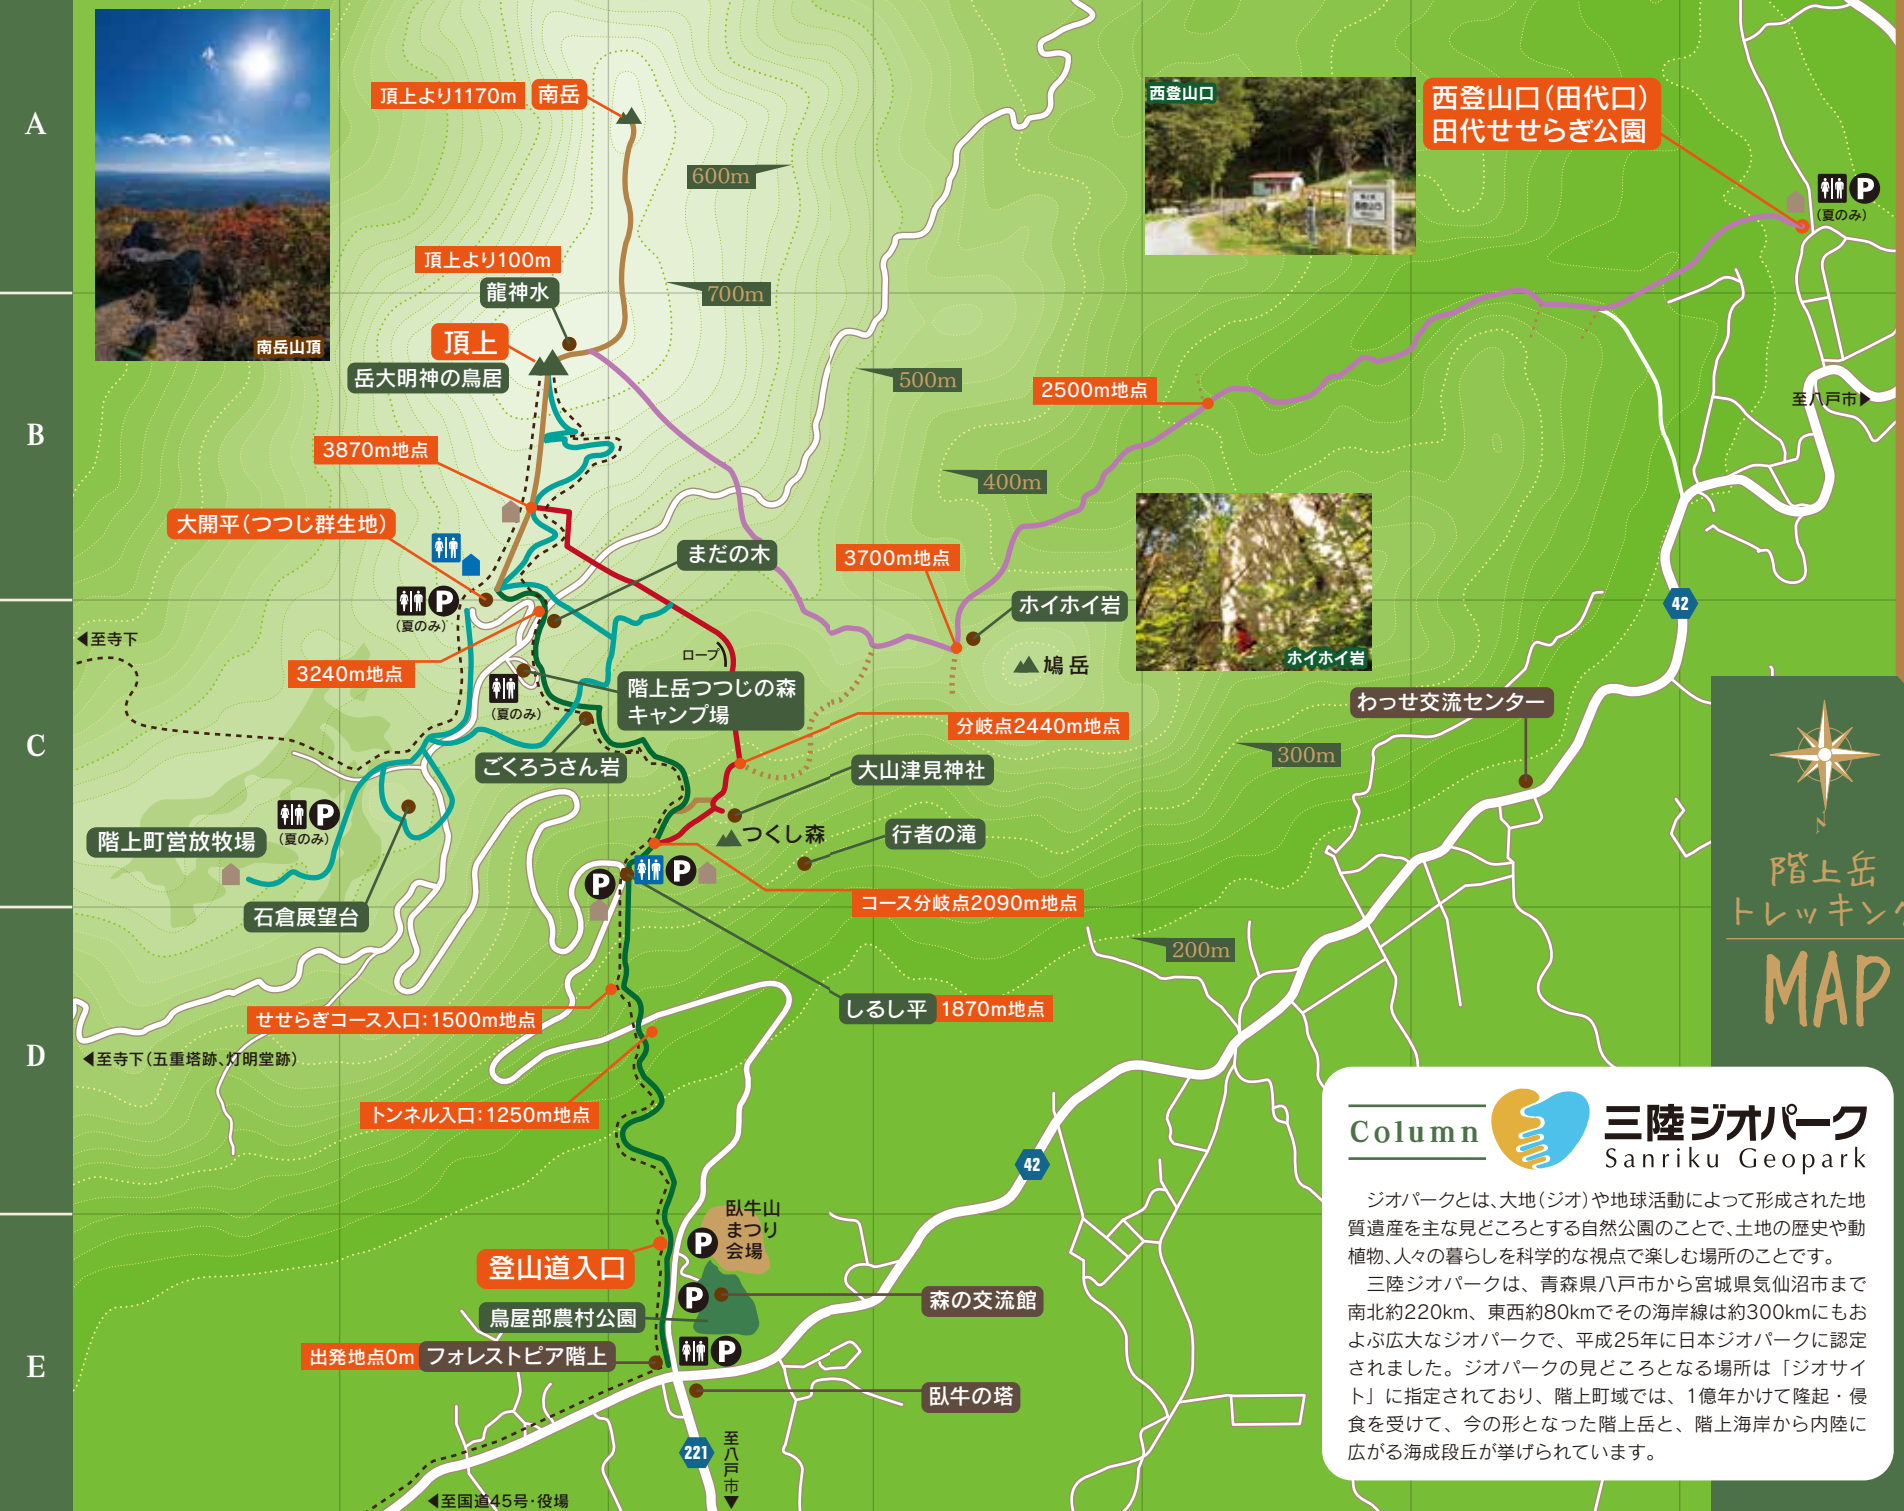 A
B
C
D
E
南岳山頂
頂上より1170m
南岳
600m
西登山口
西登山口（田代口）
田代せせらぎ公園
P
（夏のみ）
頂上より100m
龍神水
700m
頂上
岳大明神の鳥居
500m
2500m地点
至八戸市▶
3870m地点
400m
大開平（つつじ群生地）
まだの木
3700m地点
P
（夏のみ）
ホイホイ岩
42
◀至寺下
ロープ
鳩岳
ホイホイ岩
3240m地点
（夏のみ）
階上岳つつじの森
キャンプ場
わっせ交流センター
分岐点2440m地点
300m
ごくろうさん岩
大山津見神社
N
P
（夏のみ）
階上町営放牧場
つくし森
行者の滝
階上岳
トレッキング
MAP
P
P
コース分岐点2090m地点
石倉展望台
200m
せせらぎコース入口：1500m地点
しるし平
1870m地点
◀至寺下（五重塔跡、灯明堂跡）
トンネル入口：1250m地点
42
臥牛山
まつり
会場
P
登山道入口
P
森の交流館
鳥屋部農村公園
P
出発地点0m
フォレストピア階上
臥牛の塔
221
至八戸市▼
◀至国道45号・役場
Column
三陸ジオパーク
Sanriku Geopark
ジオパークとは、大地（ジオ）や地球活動によって形成された地
質遺産を主な見どころとする自然公園のことで、土地の歴史や動
植物、人々の暮らしを科学的な視点で楽しむ場所のことです。
三陸ジオパークは、青森県八戸市から宮城県気仙沼市まで
南北約220km、東西約80kmでその海岸線は約300kmにもお
よぶ広大なジオパークで、平成25年に日本ジオパークに認定
されました。ジオパークの見どころとなる場所は「ジオサイ
ト」に指定されており、階上町域では、1億年かけて隆起・侵
食を受けて、今の形となった階上岳と、階上海岸から内陸に
広がる海成段丘が挙げられています。